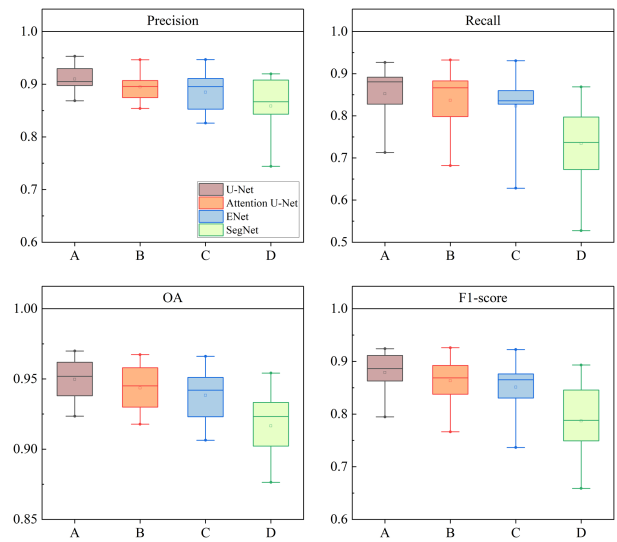 Precision
1.0
0.9
0.8
0.7
0.6
U-Net
Attention U-Net
ENet
SegNet
A B C D
Recall
1.0
0.9
0.8
0.7
0.6
0.5
A B C D
OA
1.00
0.95
0.90
0.85
A B C D
F1-score
1.0
0.9
0.8
0.7
0.6
A B C D